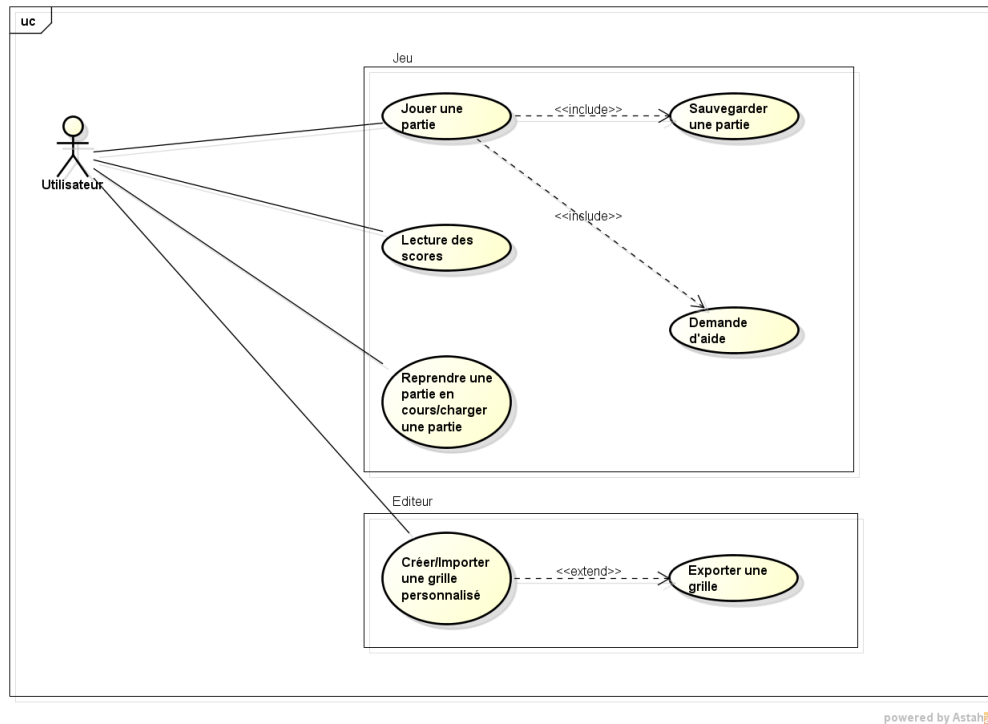 uc
Jeu
Jouer une
partie
<<include>>
Sauvegarder
une partie
Utilisateur
<<include>>
Lecture des
scores
Demande
d'aide
Reprendre une
partie en
cours/charger
une partie
Editeur
Créer/Importer
une grille
personnalisé
<<extend>>
Exporter une
grille
powered by Astah